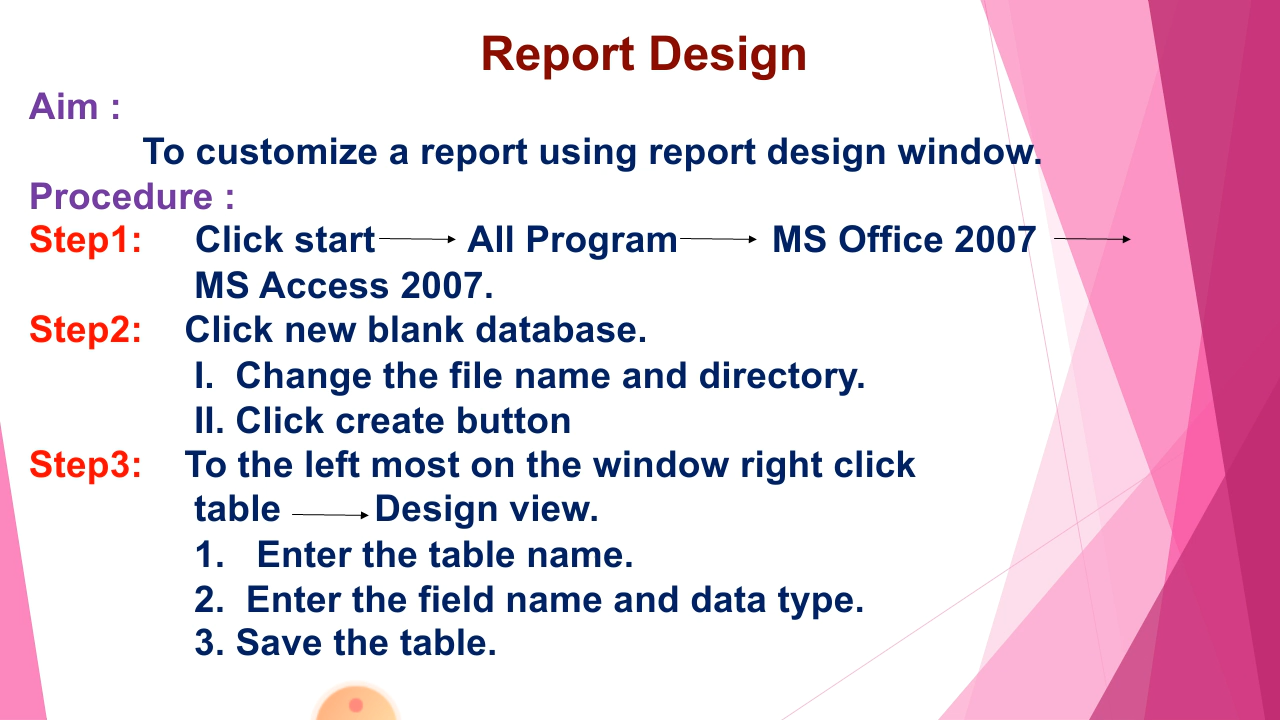 Report Design
Aim :
To customize a report using report design window.
Procedure :
Step1: Click start → All Program → MS Office 2007 →
MS Access 2007.
Step2: Click new blank database.
I. Change the file name and directory.
II. Click create button
Step3: To the left most on the window right click
table → Design view.
1. Enter the table name.
2. Enter the field name and data type.
3. Save the table.